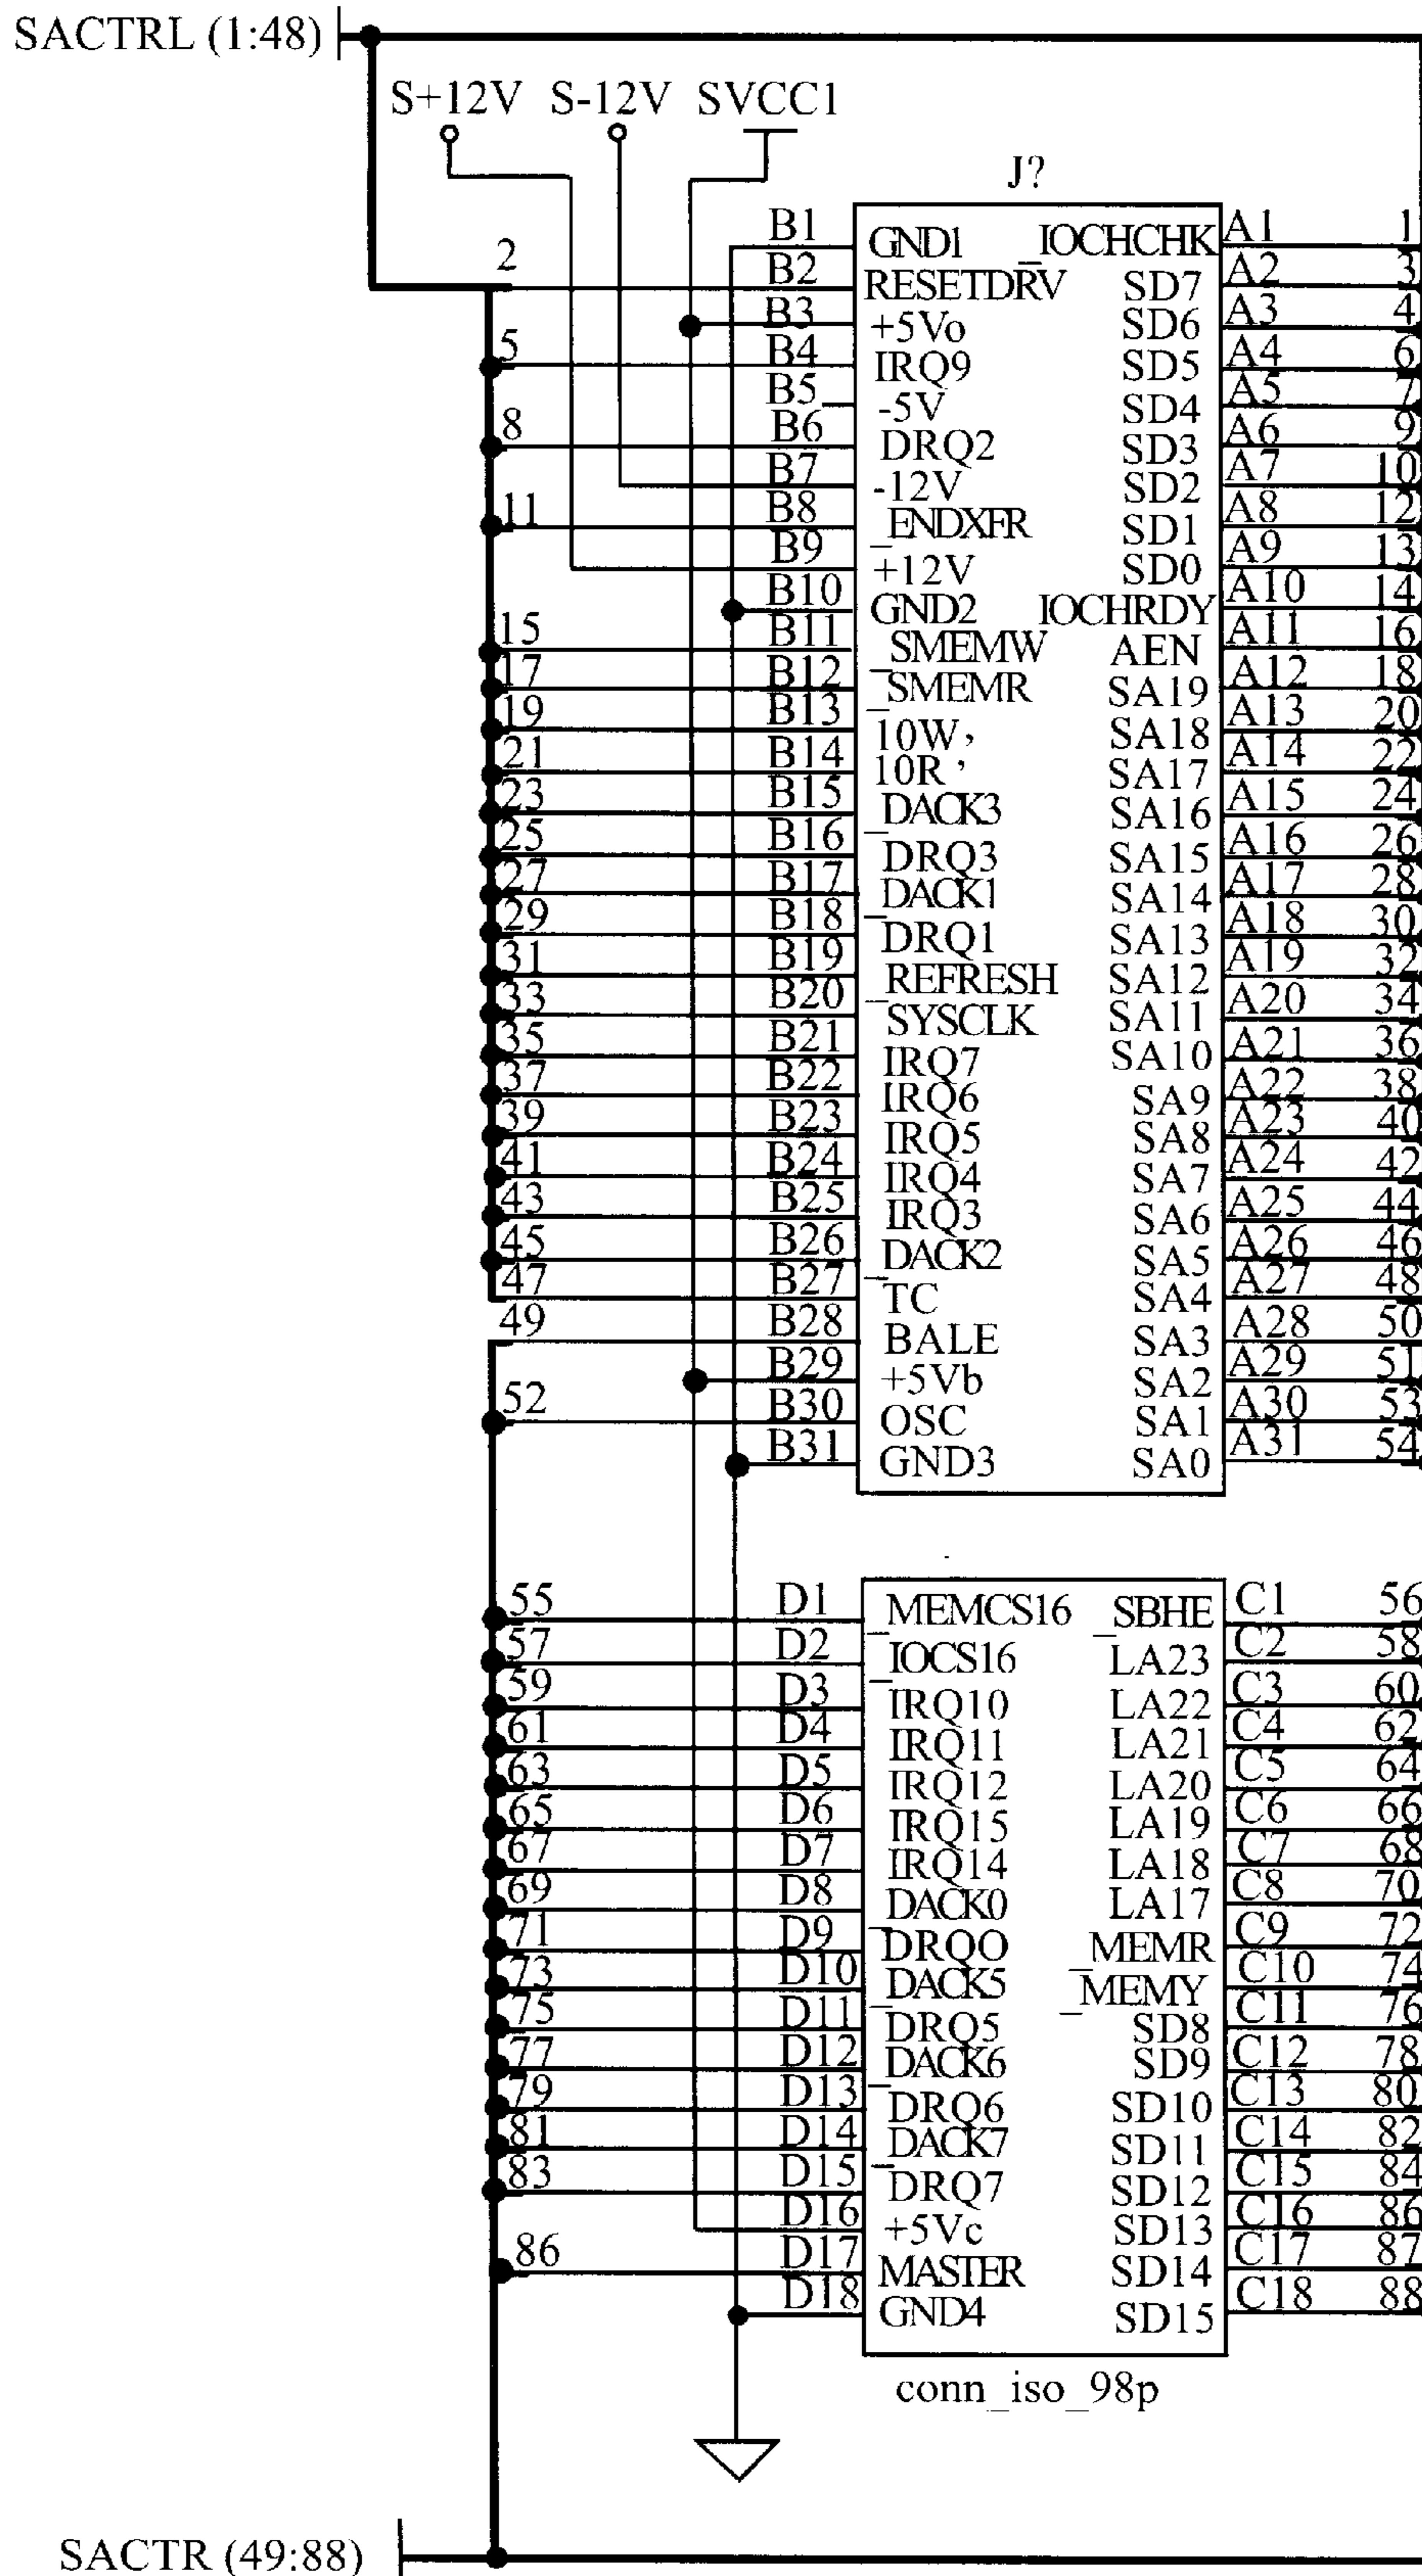 SACTRL (1:48)
S+12V S-12V SVCC1
J?
B1 GND1 _IOCHCHK A1 1
2 B2 RESETDRV SD7 A2 3
B3 +5Vo SD6 A3 4
5 B4 IRQ9 SD5 A4 6
B5 -5V SD4 A5 7
8 B6 DRQ2 SD3 A6 9
B7 -12V SD2 A7 10
11 B8 _ENDXFR SD1 A8 12
B9 +12V SD0 A9 13
B10 GND2 IOCHRDY A10 14
15 B11 _SMEMW AEN A11 16
17 B12 _SMEMR SA19 A12 18
19 B13 10W, SA18 A13 20
21 B14 10R, SA17 A14 22
23 B15 _DACK3 SA16 A15 24
25 B16 DRQ3 SA15 A16 26
27 B17 _DACK1 SA14 A17 28
29 B18 DRQ1 SA13 A18 30
31 B19 _REFRESH SA12 A19 32
33 B20 SYSCLK SA11 A20 34
35 B21 IRQ7 SA10 A21 36
37 B22 IRQ6 SA9 A22 38
39 B23 IRQ5 SA8 A23 40
41 B24 IRQ4 SA7 A24 42
43 B25 IRQ3 SA6 A25 44
45 B26 _DACK2 SA5 A26 46
47 B27 TC SA4 A27 48
49 B28 BALE SA3 A28 50
B29 +5Vb SA2 A29 51
52 B30 OSC SA1 A30 53
B31 GND3 SA0 A31 54
55 D1 _MEMCS16 _SBHE C1 56
57 D2 _IOCS16 LA23 C2 58
59 D3 IRQ10 LA22 C3 60
61 D4 IRQ11 LA21 C4 62
63 D5 IRQ12 LA20 C5 64
65 D6 IRQ15 LA19 C6 66
67 D7 IRQ14 LA18 C7 68
69 D8 _DACK0 LA17 C8 70
71 D9 DRQO _MEMR C9 72
73 D10 _DACK5 _MEMY C10 74
75 D11 DRQ5 SD8 C11 76
77 D12 _DACK6 SD9 C12 78
79 D13 DRQ6 SD10 C13 80
81 D14 _DACK7 SD11 C14 82
83 D15 DRQ7 SD12 C15 84
D16 +5Vc SD13 C16 86
86 D17 MASTER SD14 C17 87
D18 GND4 SD15 C18 88
conn_iso_98p
SACTR (49:88)